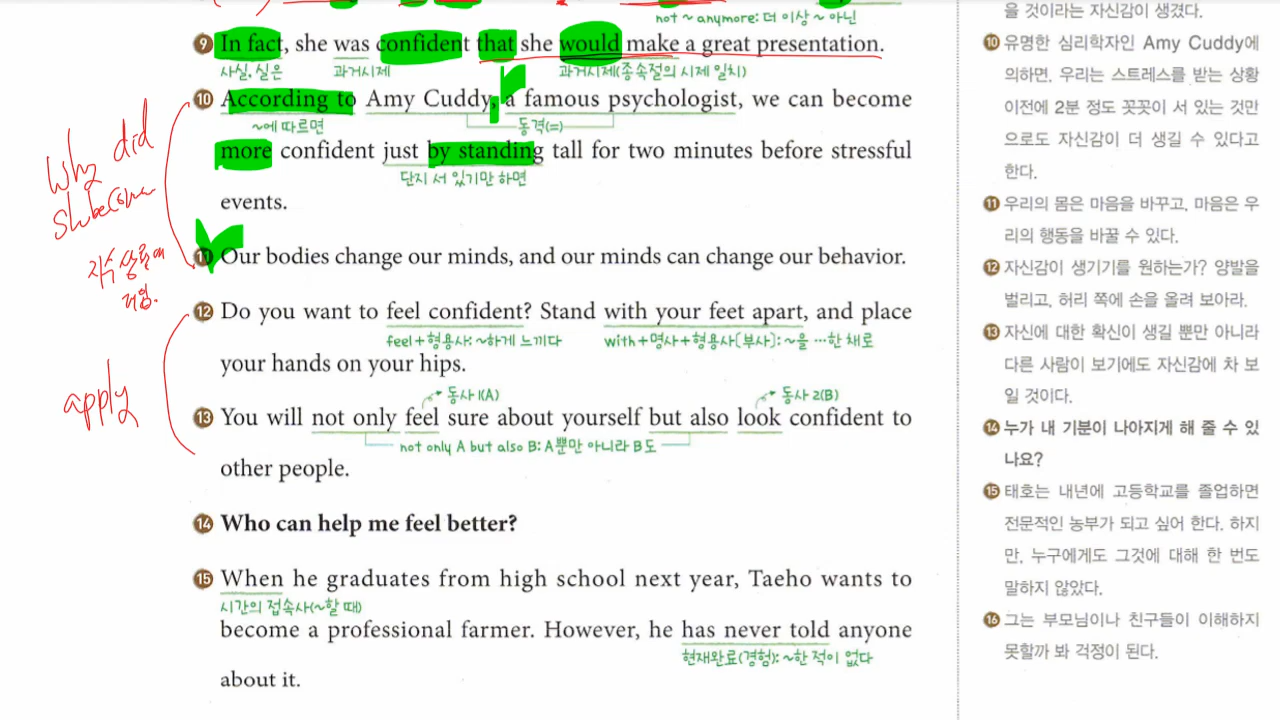 not ~ anymore: 더 이상 ~ 아닌
9 In fact, she was confident that she would make a great presentation.
사실, 실은 과거시제 과거시제(종속절의 시제 일치)
10 According to Amy Cuddy, a famous psychologist, we can become
~에 따르면 동격(=)
more confident just by standing tall for two minutes before stressful
단지 서 있기만 하면
events.
11 Our bodies change our minds, and our minds can change our behavior.
12 Do you want to feel confident? Stand with your feet apart, and place
feel+형용사: ~하게 느끼다 with+명사+형용사[부사]: ~을 …한 채로
your hands on your hips.
동사 1(A) 동사 2(B)
13 You will not only feel sure about yourself but also look confident to
not only A but also B: A뿐만 아니라 B도
other people.
14 Who can help me feel better?
15 When he graduates from high school next year, Taeho wants to
시간의 접속사(~할 때)
become a professional farmer. However, he has never told anyone
현재완료(경험): ~한 적이 없다
about it.
Why did
apply
을 것이라는 자신감이 생겼다.
10 유명한 심리학자인 Amy Cuddy에
의하면, 우리는 스트레스를 받는 상황
이전에 2분 정도 꼿꼿이 서 있는 것만
으로도 자신감이 더 생길 수 있다고
한다.
11 우리의 몸은 마음을 바꾸고, 마음은 우
리의 행동을 바꿀 수 있다.
12 자신감이 생기기를 원하는가? 양발을
벌리고, 허리 쪽에 손을 올려 보아라.
13 자신에 대한 확신이 생길 뿐만 아니라
다른 사람이 보기에도 자신감에 차 보
일 것이다.
14 누가 내 기분이 나아지게 해 줄 수 있
나요?
15 태호는 내년에 고등학교를 졸업하면
전문적인 농부가 되고 싶어 한다. 하지
만, 누구에게도 그것에 대해 한 번도
말하지 않았다.
16 그는 부모님이나 친구들이 이해하지
못할까 봐 걱정이 된다.